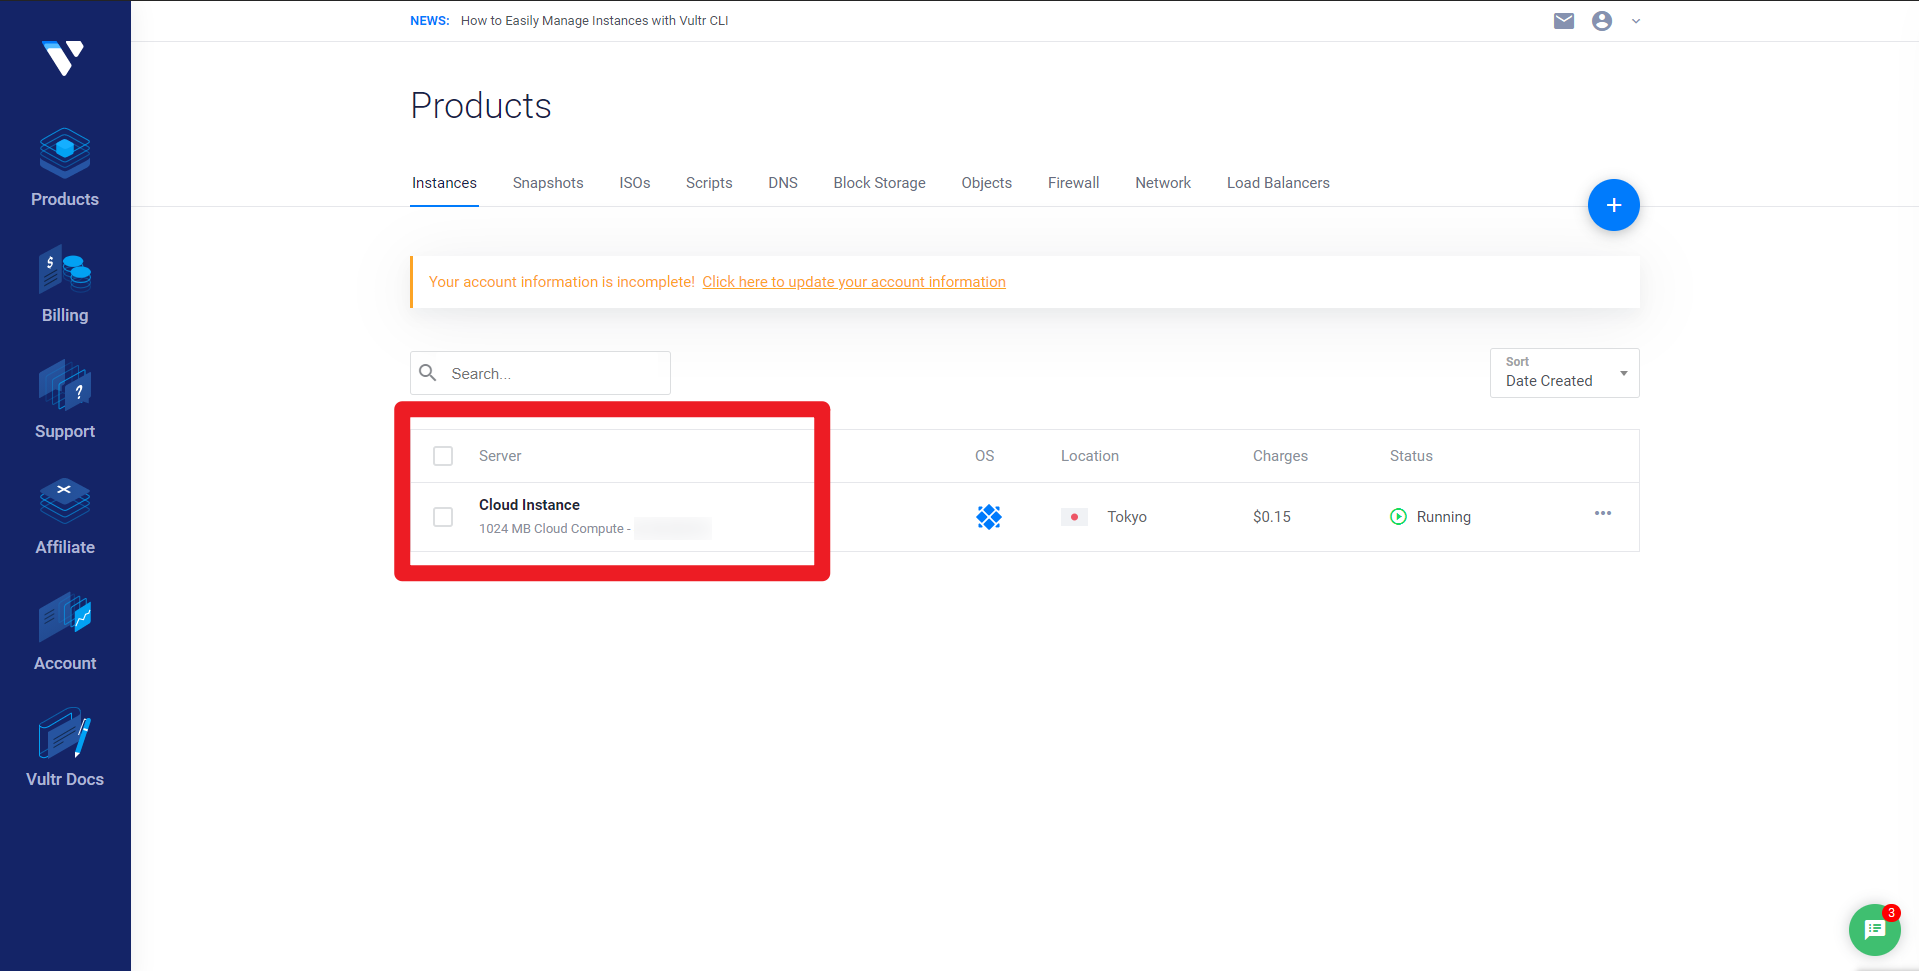 NEWS: How to Easily Manage Instances with Vultr CLI
Products
Instances Snapshots ISOs Scripts DNS Block Storage Objects Firewall Network Load Balancers
+
Your account information is incomplete! Click here to update your account information
Search...
Sort
Date Created
Server OS Location Charges Status
Cloud Instance
1024 MB Cloud Compute -
Tokyo $0.15 Running
Products
$
Billing
?
Support
Affiliate
Account
Vultr Docs
3